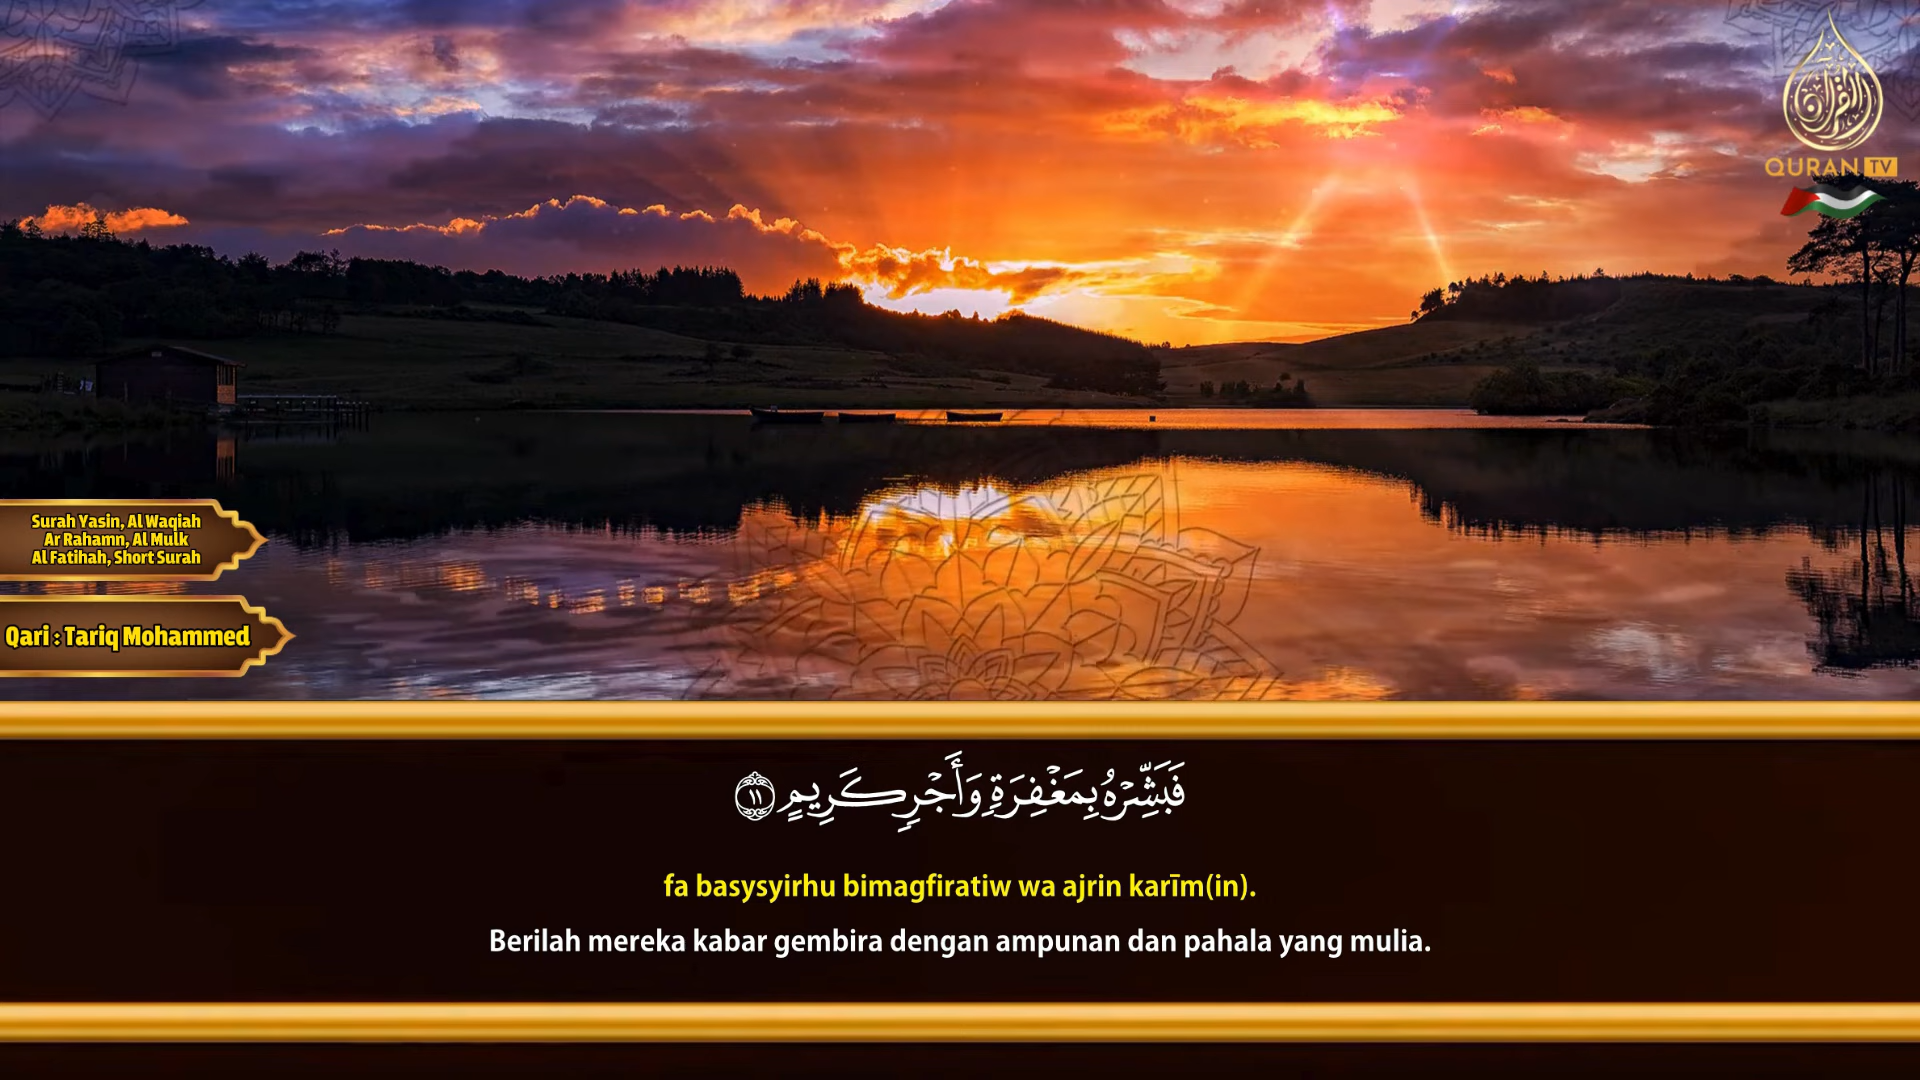 القرآن
QURAN TV
Surah Yasin, Al Waqiah
Ar Rahamn, Al Mulk
Al Fatihah, Short Surah
Qari : Tariq Mohammed
فَبَشِّرْهُ بِمَغْفِرَةٍ وَأَجْرٍ كَرِيمٍ ١١
fa basysyirhu bimagfiratiw wa ajrin karīm(in).
Berilah mereka kabar gembira dengan ampunan dan pahala yang mulia.